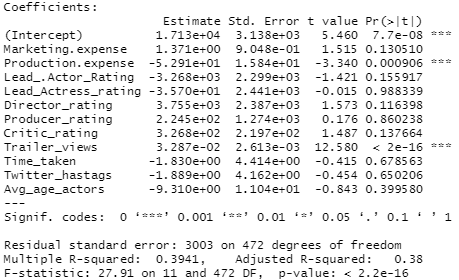 Coefficients:
Estimate Std. Error t value Pr(>|t|)
(Intercept) 1.713e+04 3.138e+03 5.460 7.7e-08 ***
Marketing.expense 1.371e+00 9.048e-01 1.515 0.130510
Production.expense -5.291e+01 1.584e+01 -3.340 0.000906 ***
Lead_.Actor_Rating -3.268e+03 2.299e+03 -1.421 0.155917
Lead_Actress_rating -3.570e+01 2.441e+03 -0.015 0.988339
Director_rating 3.755e+03 2.387e+03 1.573 0.116398
Producer_rating 2.245e+02 1.274e+03 0.176 0.860238
Critic_rating 3.268e+02 2.197e+02 1.487 0.137664
Trailer_views 3.287e-02 2.613e-03 12.580 < 2e-16 ***
Time_taken -1.830e+00 4.414e+00 -0.415 0.678563
Twitter_hastags -1.889e+00 4.162e+00 -0.454 0.650206
Avg_age_actors -9.310e+00 1.104e+01 -0.843 0.399580
---
Signif. codes: 0 ‘***’ 0.001 ‘**’ 0.01 ‘*’ 0.05 ‘.’ 0.1 ‘ ’ 1
Residual standard error: 3003 on 472 degrees of freedom
Multiple R-squared: 0.3941, Adjusted R-squared: 0.38
F-statistic: 27.91 on 11 and 472 DF, p-value: < 2.2e-16